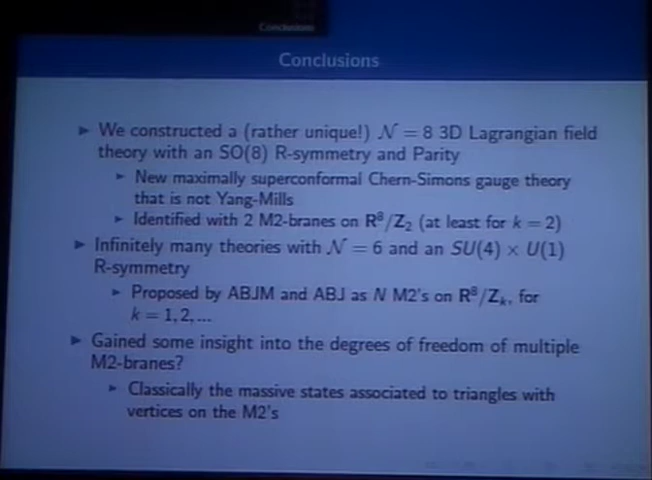 Conclusions
Conclusions
► We constructed a (rather unique!) 𝒩 = 8 3D Lagrangian field
theory with an SO(8) R-symmetry and Parity
► New maximally superconformal Chern-Simons gauge theory
that is not Yang-Mills
► Identified with 2 M2-branes on R⁸/Z₂ (at least for k = 2)
► Infinitely many theories with 𝒩 = 6 and an SU(4) × U(1)
R-symmetry
► Proposed by ABJM and ABJ as N M2's on R⁸/Zₖ, for
k = 1, 2, ...
► Gained some insight into the degrees of freedom of multiple
M2-branes?
► Classically the massive states associated to triangles with
vertices on the M2's